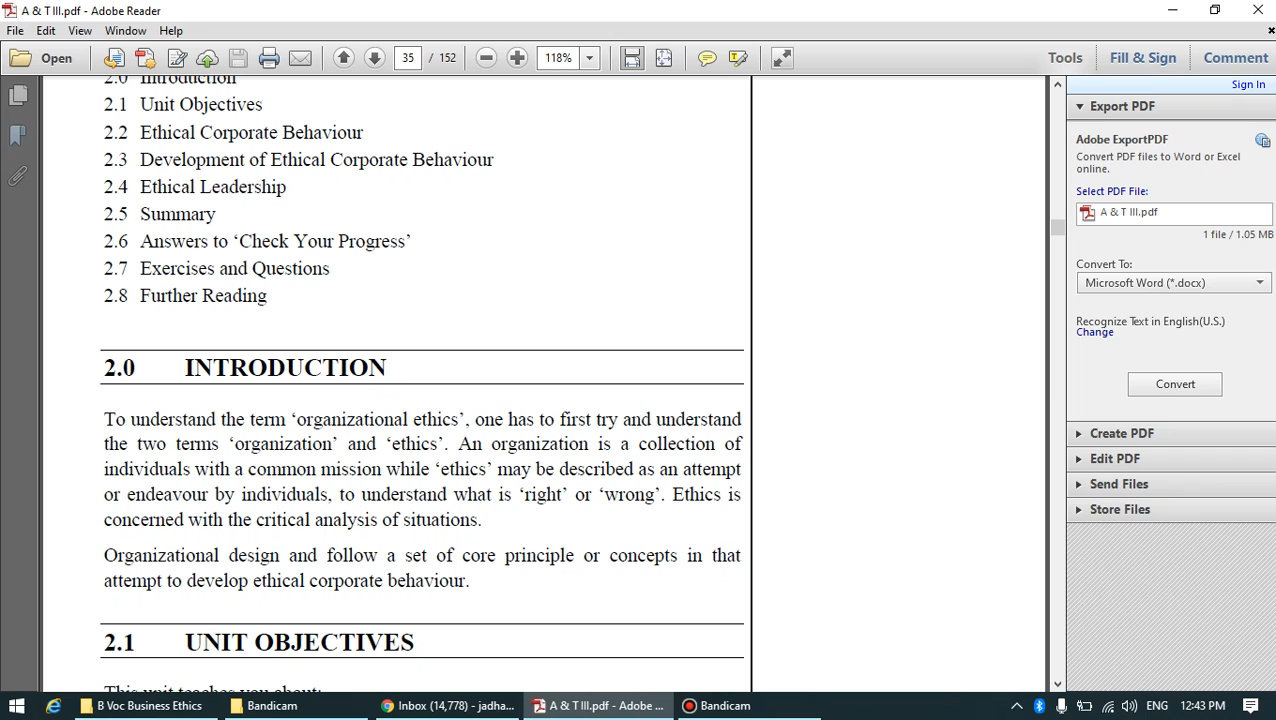 A & T III.pdf - Adobe Reader
File Edit View Window Help
Open 35 / 152 118% Tools Fill & Sign Comment
Sign In
2.0 Introduction
2.1 Unit Objectives
2.2 Ethical Corporate Behaviour
2.3 Development of Ethical Corporate Behaviour
2.4 Ethical Leadership
2.5 Summary
2.6 Answers to ‘Check Your Progress’
2.7 Exercises and Questions
2.8 Further Reading
2.0 INTRODUCTION
To understand the term ‘organizational ethics’, one has to first try and understand
the two terms ‘organization’ and ‘ethics’. An organization is a collection of
individuals with a common mission while ‘ethics’ may be described as an attempt
or endeavour by individuals, to understand what is ‘right’ or ‘wrong’. Ethics is
concerned with the critical analysis of situations.
Organizational design and follow a set of core principle or concepts in that
attempt to develop ethical corporate behaviour.
2.1 UNIT OBJECTIVES
This unit teaches you about:
Export PDF
Adobe ExportPDF
Convert PDF files to Word or Excel
online.
Select PDF File:
A & T III.pdf
1 file / 1.05 MB
Convert To:
Microsoft Word (*.docx)
Recognize Text in English(U.S.)
Change
Convert
Create PDF
Edit PDF
Send Files
Store Files
B Voc Business Ethics Bandicam Inbox (14,778) - jadha... A & T III.pdf - Adobe ... Bandicam ENG 12:43 PM